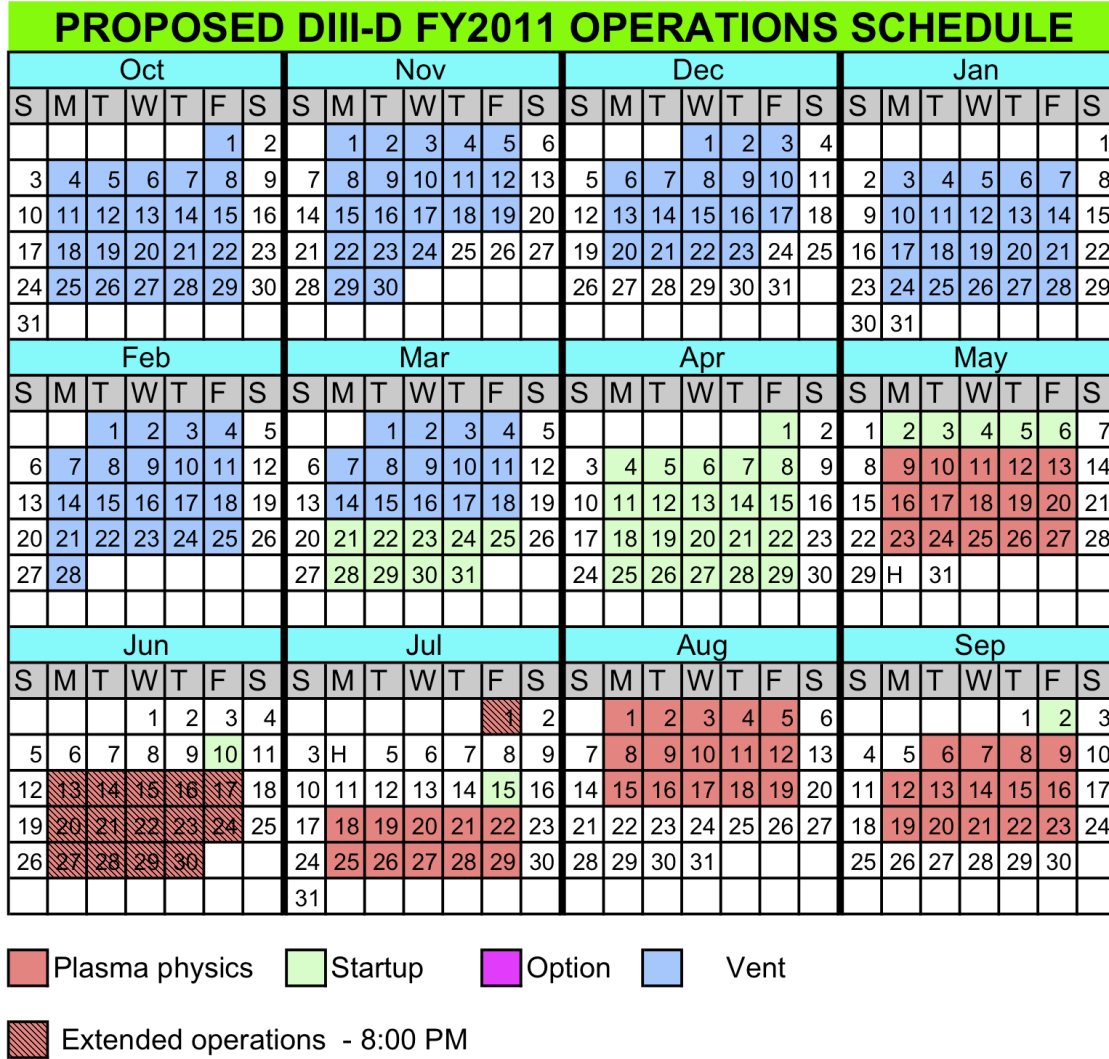 PROPOSED DIII-D FY2011 OPERATIONS SCHEDULE
Oct Nov Dec Jan
S M T W T F S S M T W T F S S M T W T F S S M T W T F S
1 2 1 2 3 4 5 6 1 2 3 4 1
3 4 5 6 7 8 9 7 8 9 10 11 12 13 5 6 7 8 9 10 11 2 3 4 5 6 7 8
10 11 12 13 14 15 16 14 15 16 17 18 19 20 12 13 14 15 16 17 18 9 10 11 12 13 14 15
17 18 19 20 21 22 23 21 22 23 24 25 26 27 19 20 21 22 23 24 25 16 17 18 19 20 21 22
24 25 26 27 28 29 30 28 29 30 26 27 28 29 30 31 23 24 25 26 27 28 29
31 30 31
Feb Mar Apr May
S M T W T F S S M T W T F S S M T W T F S S M T W T F S
1 2 3 4 5 1 2 3 4 5 1 2 1 2 3 4 5 6 7
6 7 8 9 10 11 12 6 7 8 9 10 11 12 3 4 5 6 7 8 9 8 9 10 11 12 13 14
13 14 15 16 17 18 19 13 14 15 16 17 18 19 10 11 12 13 14 15 16 15 16 17 18 19 20 21
20 21 22 23 24 25 26 20 21 22 23 24 25 26 17 18 19 20 21 22 23 22 23 24 25 26 27 28
27 28 27 28 29 30 31 24 25 26 27 28 29 30 29 H 31
Jun Jul Aug Sep
S M T W T F S S M T W T F S S M T W T F S S M T W T F S
1 2 3 4 1 2 1 2 3 4 5 6 1 2 3
5 6 7 8 9 10 11 3 H 5 6 7 8 9 7 8 9 10 11 12 13 4 5 6 7 8 9 10
12 13 14 15 16 17 18 10 11 12 13 14 15 16 14 15 16 17 18 19 20 11 12 13 14 15 16 17
19 20 21 22 23 24 25 17 18 19 20 21 22 23 21 22 23 24 25 26 27 18 19 20 21 22 23 24
26 27 28 29 30 24 25 26 27 28 29 30 28 29 30 31 25 26 27 28 29 30
31
Plasma physics Startup Option Vent
Extended operations - 8:00 PM